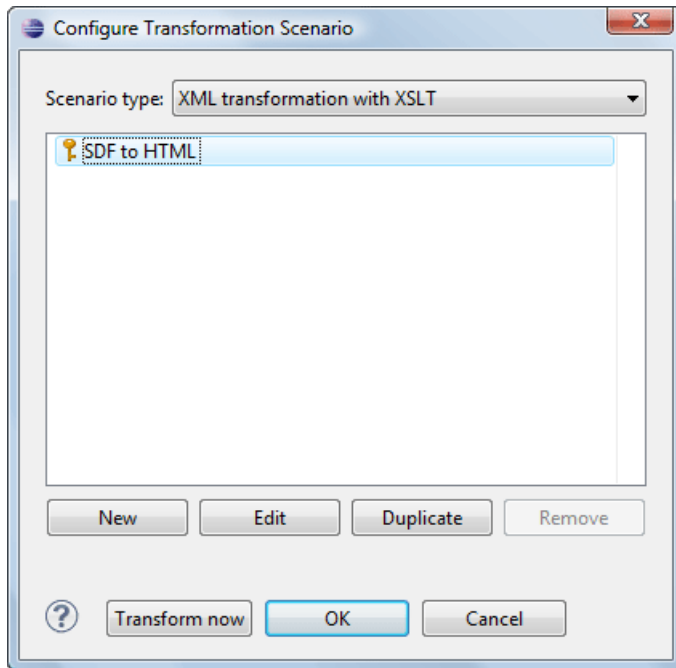 Configure Transformation Scenario
Scenario type: XML transformation with XSLT
SDF to HTML
New Edit Duplicate Remove
? Transform now OK Cancel